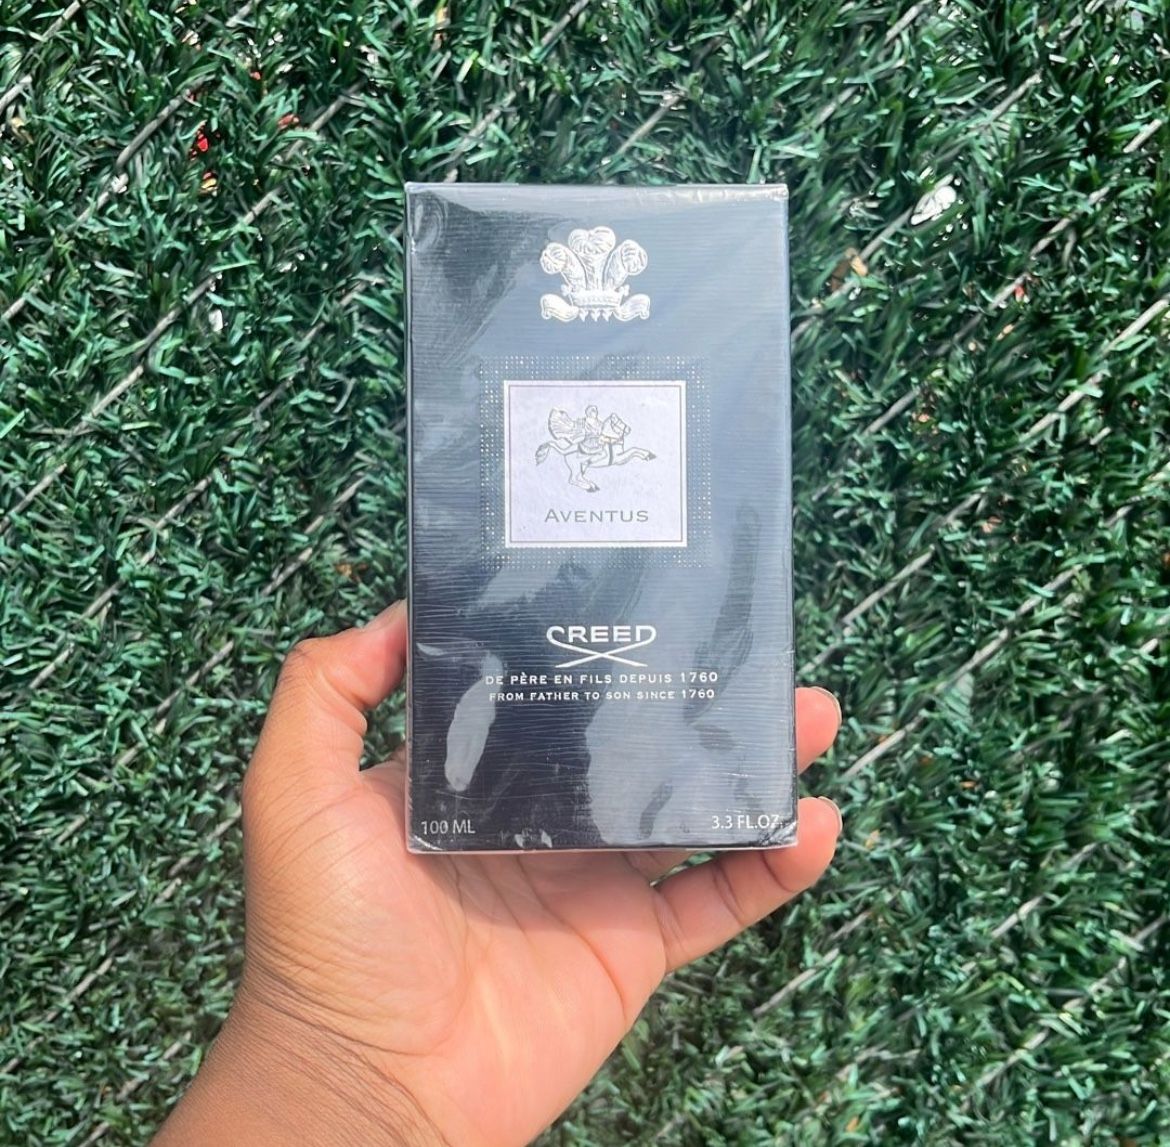 AVENTUS
CREED
DE PÈRE EN FILS DEPUIS 1760
FROM FATHER TO SON SINCE 1760
100 ML
3.3 FL.OZ.